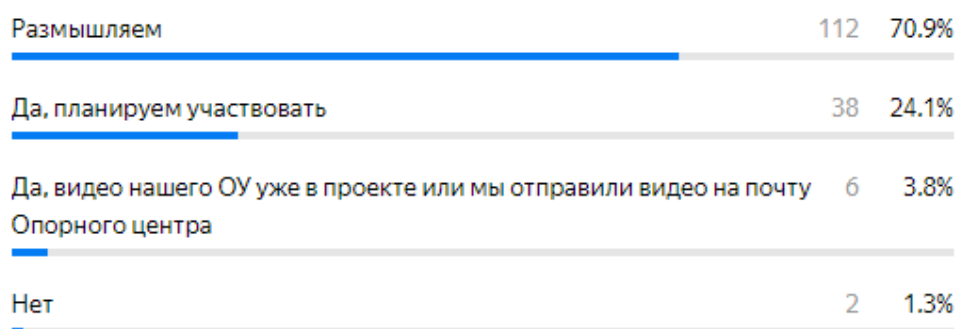 Размышляем 112 70.9%
Да, планируем участвовать 38 24.1%
Да, видео нашего ОУ уже в проекте или мы отправили видео на почту 6 3.8%
Опорного центра
Нет 2 1.3%